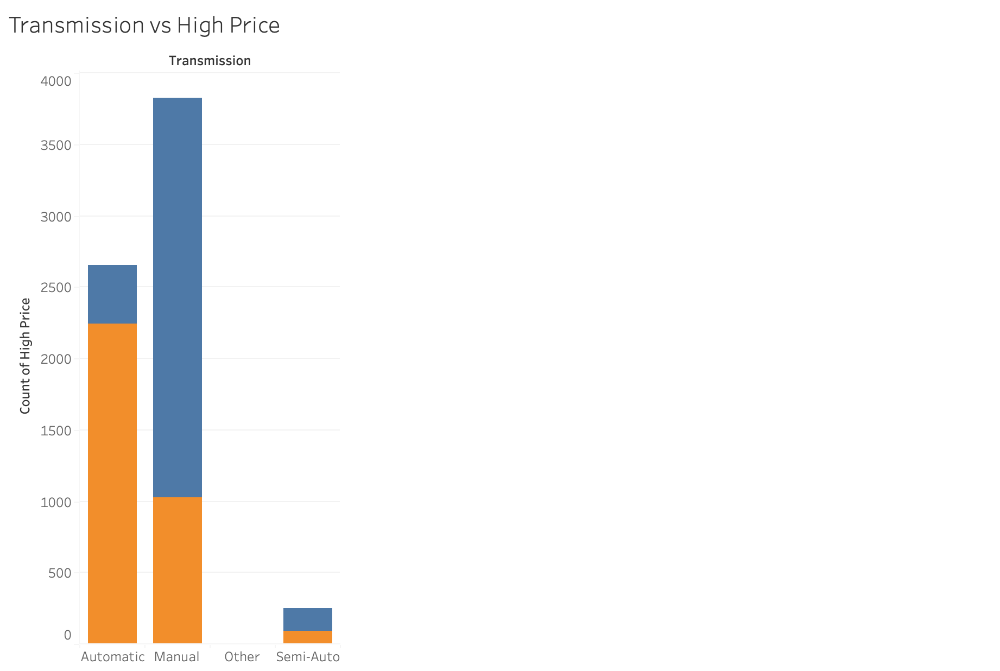 Transmission vs High Price
Transmission
4000
3500
3000
2500
2000
1500
1000
500
0
Count of High Price
Automatic Manual Other Semi-Auto